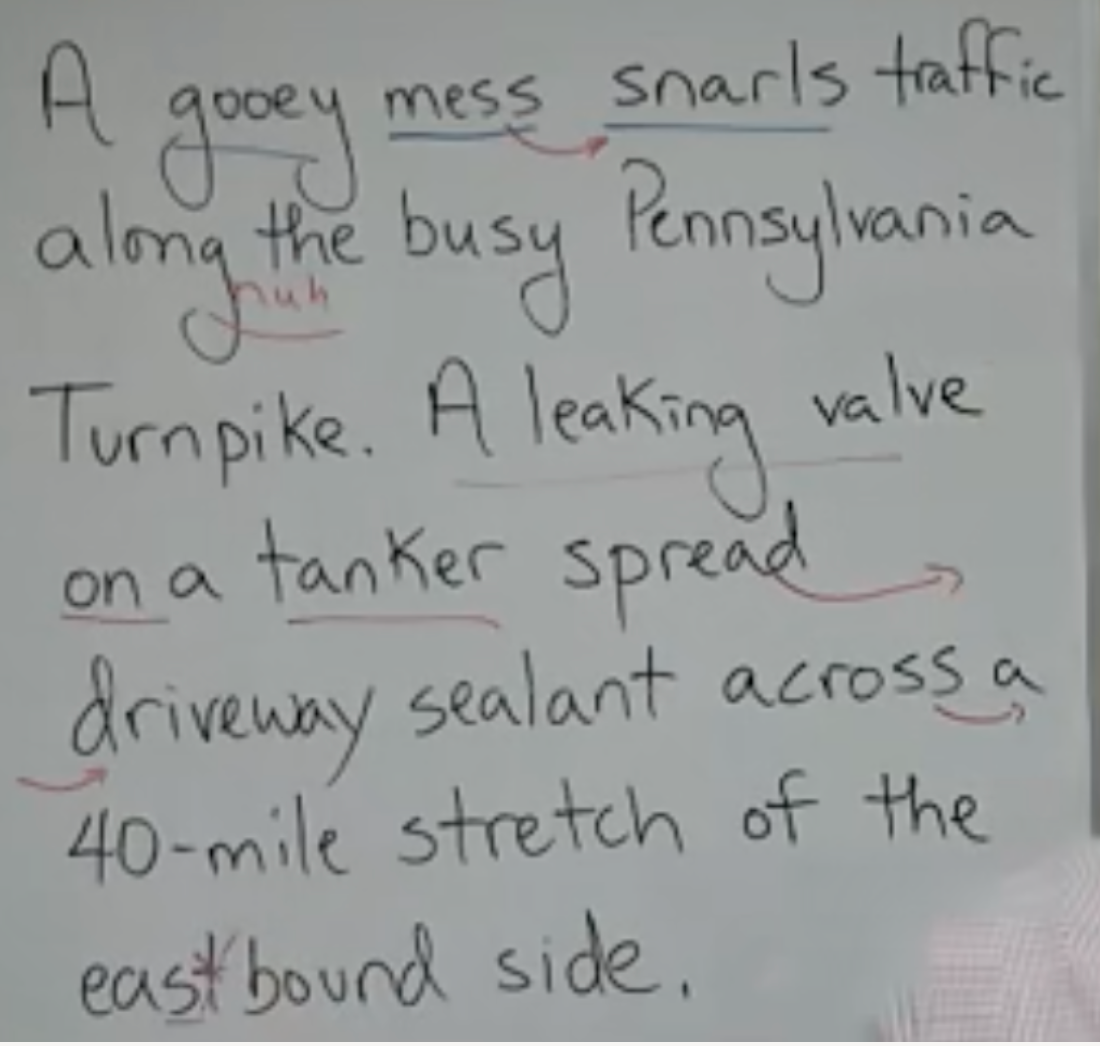 A gooey mess snarls traffic
along the busy Pennsylvania
nuh
Turnpike. A leaking valve
on a tanker spread
driveway sealant across a
40-mile stretch of the
eastbound side.